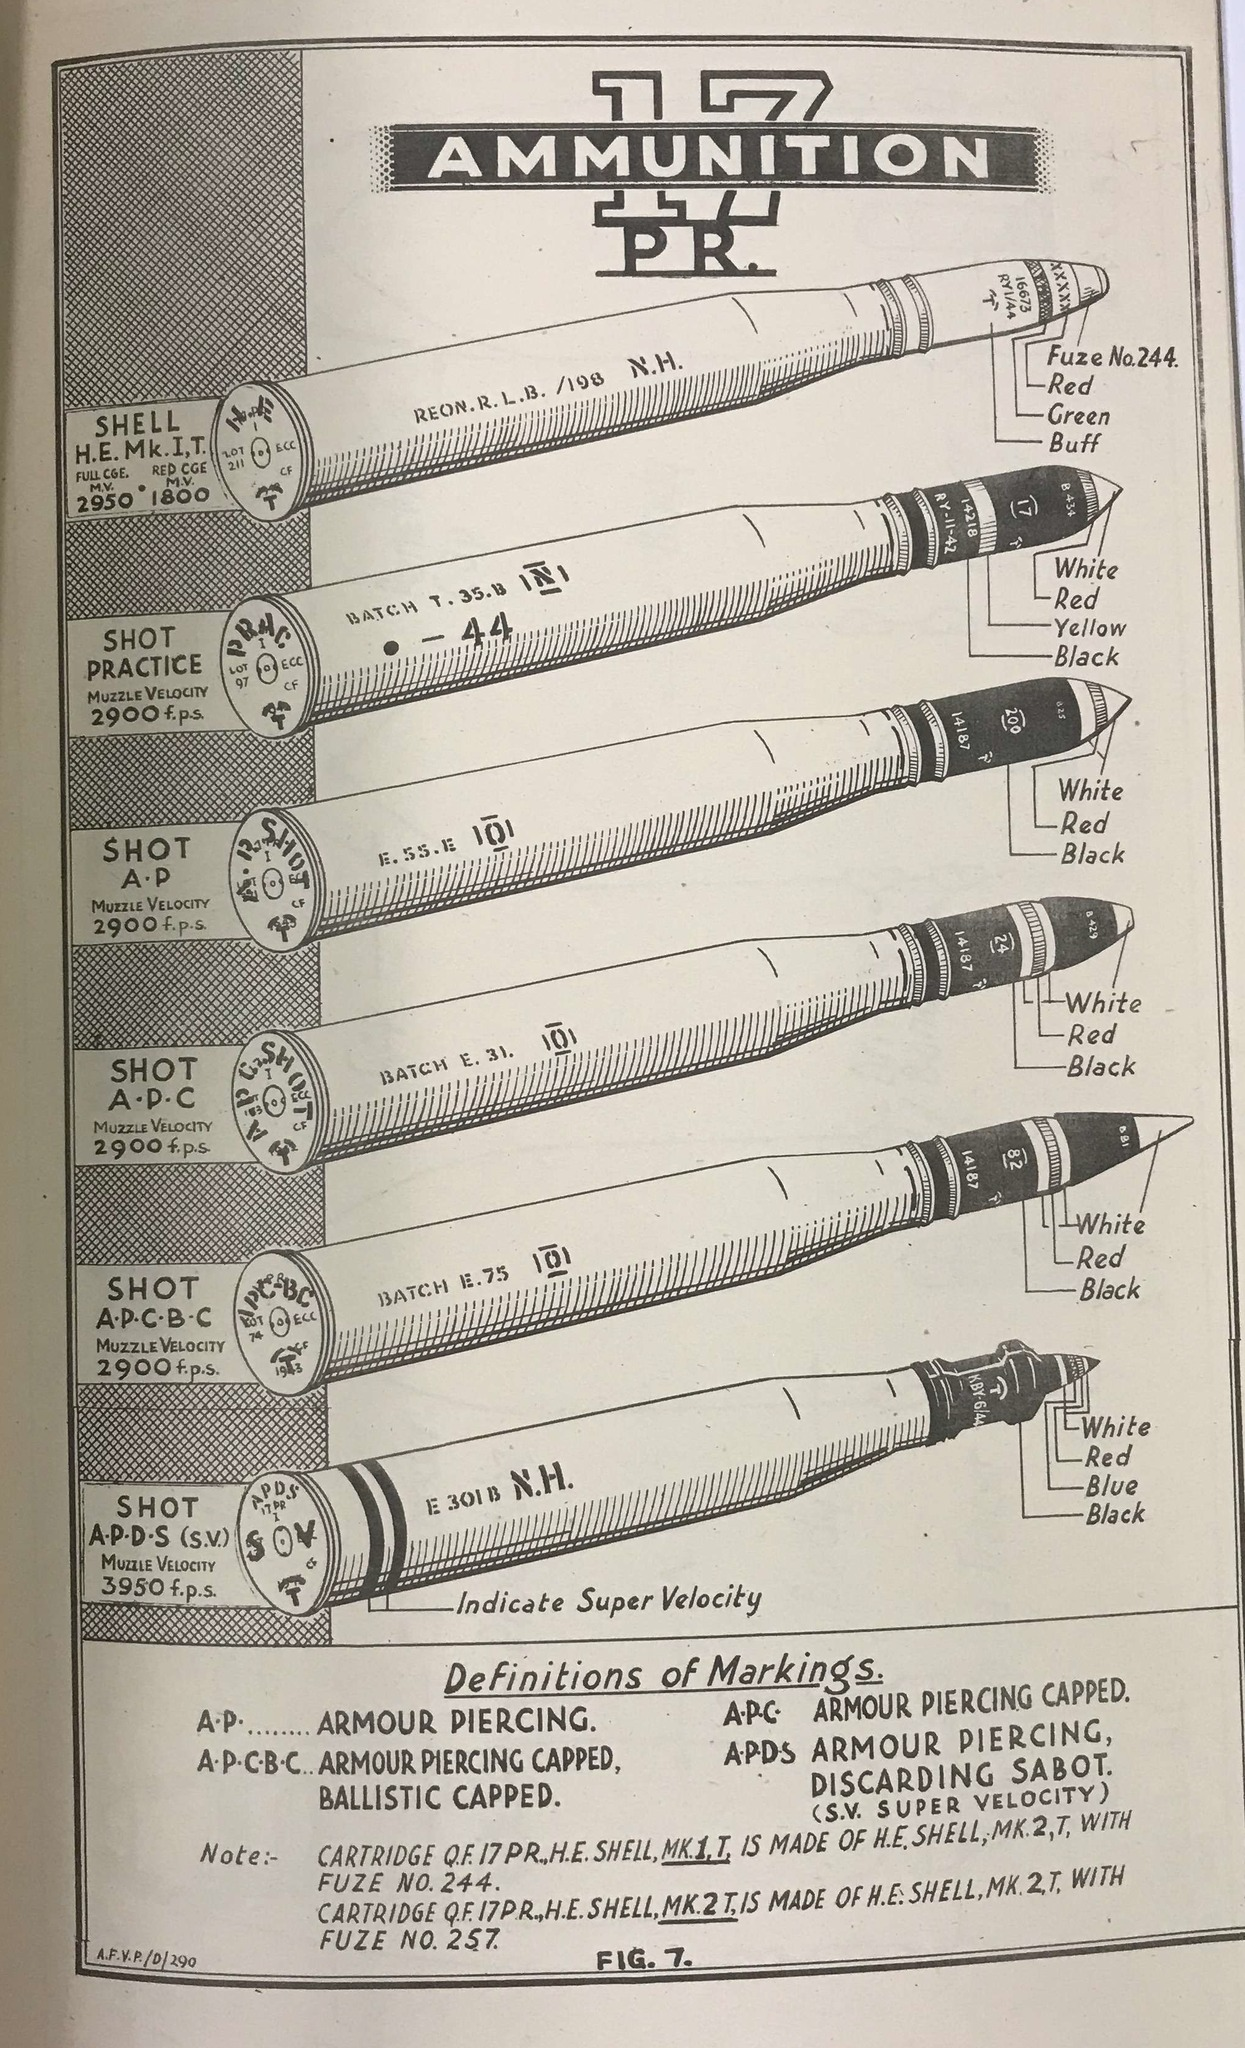 17
AMMUNITION
PR.
SHELL
H.E. Mk. I, T.
FULL CGE. RED CGE
M.V. M.V.
2950 • 1800
LOT
211
ECC
CF
T
REON. R. L. B. /198 N.H.
16673
RY1/44
XXXXX
Fuze No. 244.
Red
Green
Buff
SHOT
PRACTICE
MUZZLE VELOCITY
2900 f.p.s.
PRAC
I
LOT
97
ECC
CF
T
BATCH T. 35. B |N|
• – 44
RY-11-42
14218
17
B-434
White
Red
Yellow
Black
SHOT
A.P
MUZZLE VELOCITY
2900 f.p.s.
A.P. SHOT
I
CF
T
E. 55. E |O|
14187
200
B25
White
Red
Black
SHOT
A.P.C
MUZZLE VELOCITY
2900 f.p.s.
A P C SHOT
I
CF
T
BATCH E. 31. |O|
14187
24
B-429
White
Red
Black
SHOT
A.P.C.B.C
MUZZLE VELOCITY
2900 f.p.s.
APC-BC
LOT
74
ECC
CF
T
1943
BATCH E.75 |O|
14187
82
B 81
White
Red
Black
SHOT
A.P.D.S (S.V.)
MUZZLE VELOCITY
3950 f.p.s.
A.P.D.S
17 PR
I
S V
T
E 301 B N.H.
KBY-6/44
White
Red
Blue
Black
Indicate Super Velocity
Definitions of Markings.
A.P. ........ ARMOUR PIERCING.
A.P.C.B.C.. ARMOUR PIERCING CAPPED,
BALLISTIC CAPPED.
A.P.C. ARMOUR PIERCING CAPPED.
A.P.D.S ARMOUR PIERCING,
DISCARDING SABOT.
(S.V. SUPER VELOCITY)
Note:- CARTRIDGE Q.F. 17 PR., H.E. SHELL, MK.1, T, IS MADE OF H.E. SHELL, MK. 2, T, WITH
FUZE NO. 244.
CARTRIDGE Q.F. 17 P.R., H.E. SHELL, MK.2 T, IS MADE OF H.E. SHELL, MK. 2, T, WITH
FUZE NO. 257.
A.F.V.P./D/290
FIG. 7.